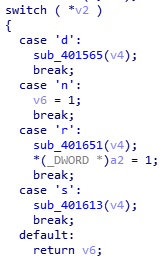 switch ( *v2 )
{
  case 'd':
    sub_401565(v4);
    break;
  case 'n':
    v6 = 1;
    break;
  case 'r':
    sub_401651(v4);
    *(_DWORD *)a2 = 1;
    break;
  case 's':
    sub_401613(v4);
    break;
  default:
    return v6;